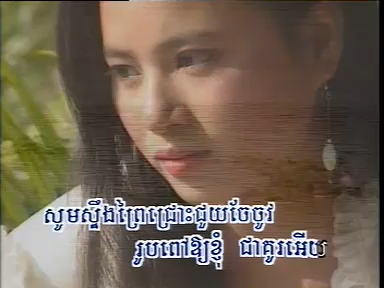 សូមស្ទឹងព្រៃជ្រោះជួយចែចូវ
រូបពៅឱ្យខ្ញុំ ជាគូរអើយ